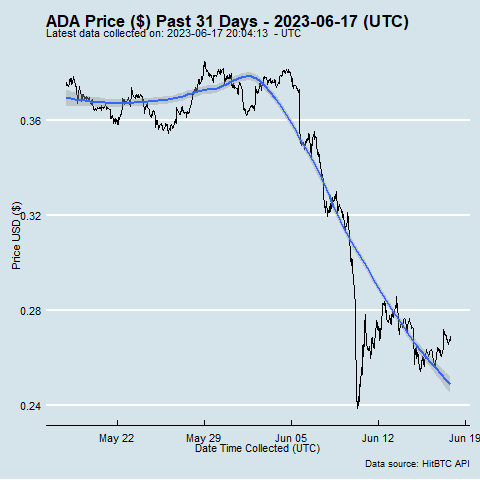 ADA Price ($) Past 31 Days - 2023-06-17 (UTC)
Latest data collected on: 2023-06-17 20:04:13 - UTC
0.36
0.32
Price USD ($)
0.28
0.24
May 22 May 29 Jun 05 Jun 12 Jun 19
Date Time Collected (UTC)
Data source: HitBTC API